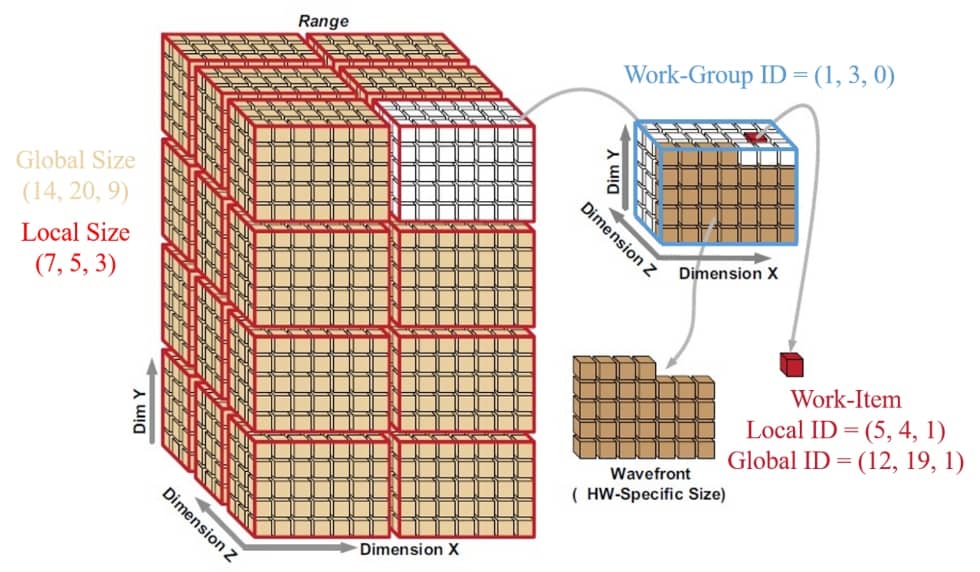 Range
Work-Group ID = (1, 3, 0)
Global Size
(14, 20, 9)
Local Size
(7, 5, 3)
Dim Y
Dimension Z
Dimension X
Dim Y
Dimension Z
Dimension X
Wavefront
( HW-Specific Size)
Work-Item
Local ID = (5, 4, 1)
Global ID = (12, 19, 1)